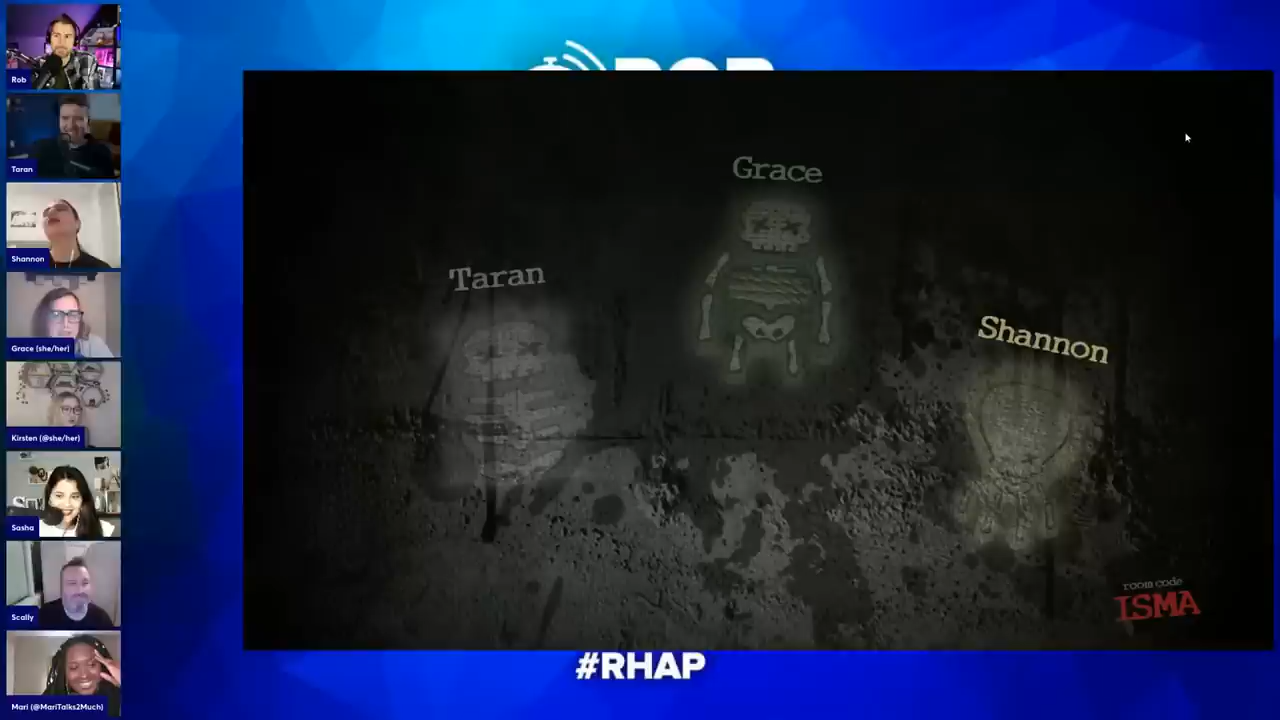 Rob
Taran
Shannon
Grace (she/her)
Kirsten (@she/her)
Sasha
Scally
Mari (@MariTalks2Much)
Grace
Taran
Shannon
room code
ISMA
#RHAP